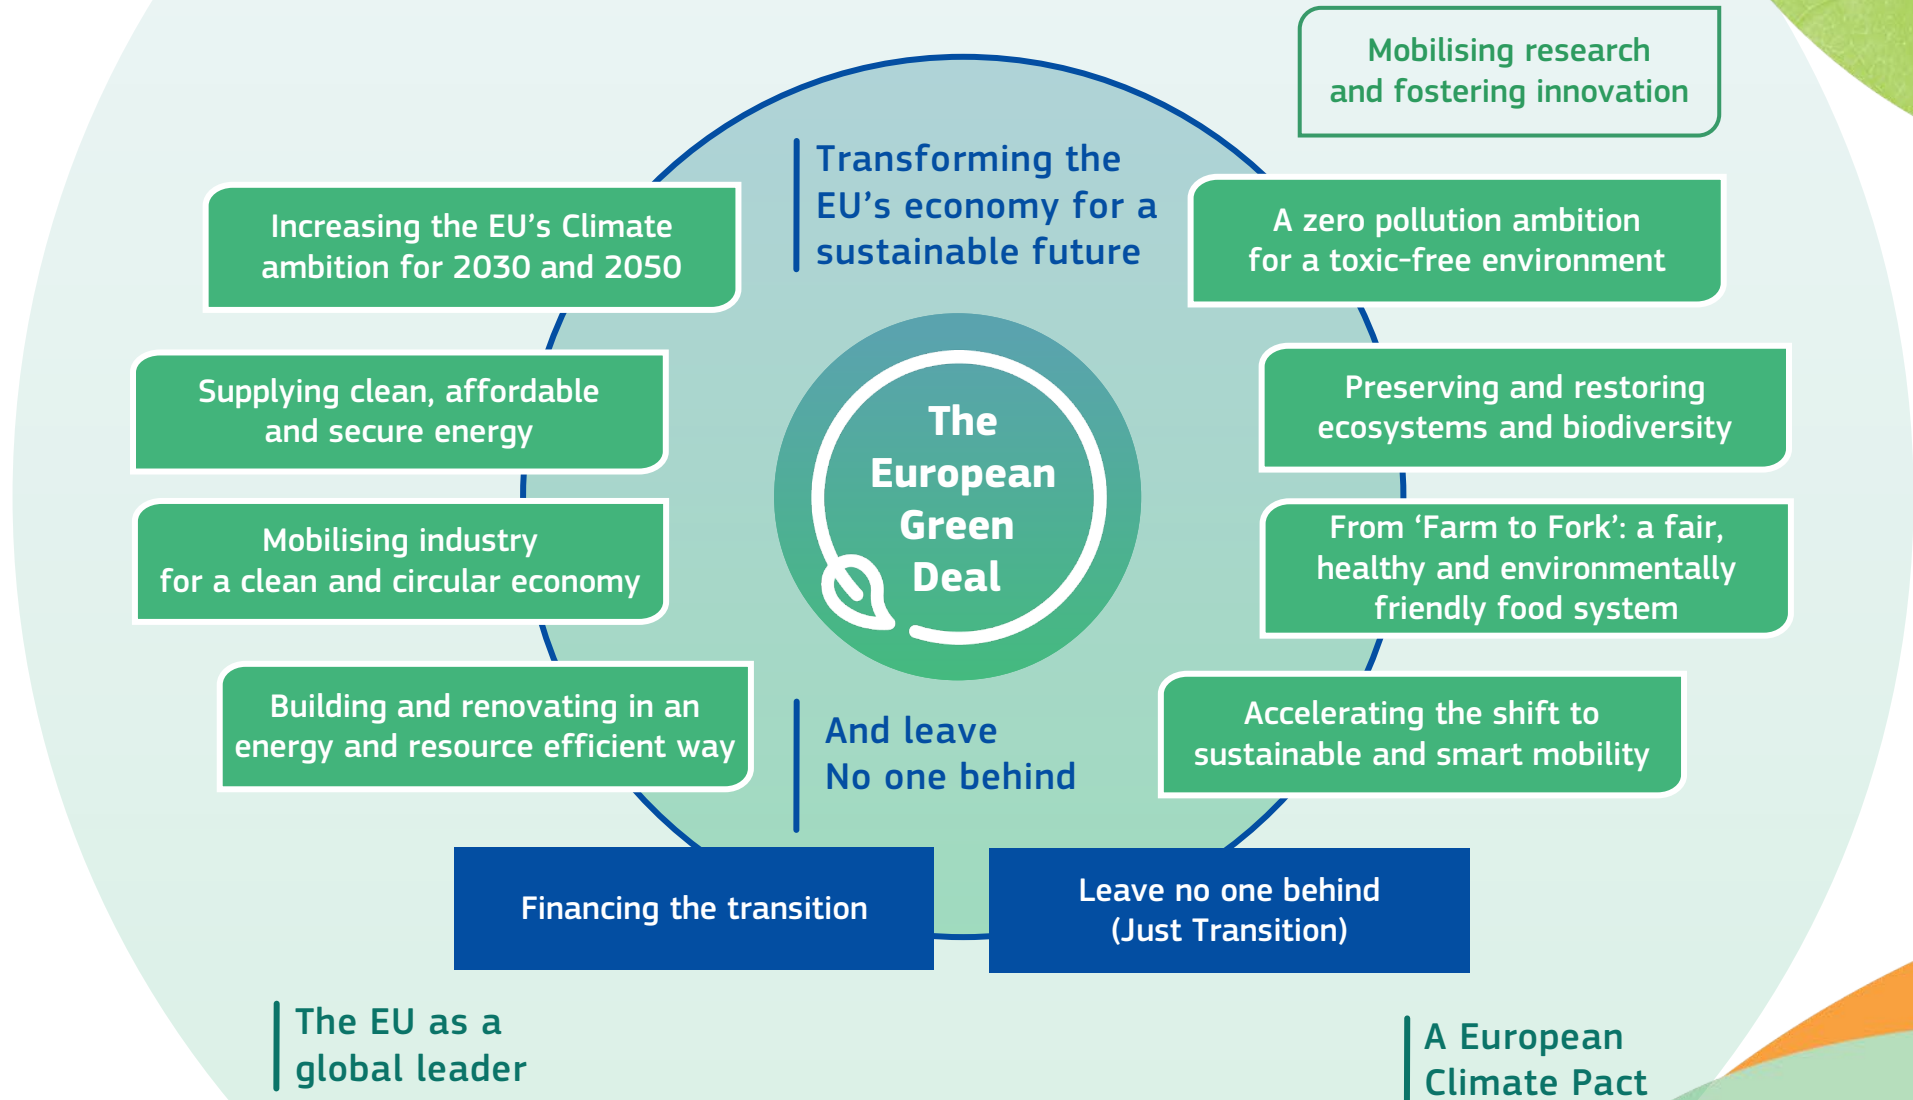 Mobilising research
and fostering innovation
Transforming the
EU's economy for a
sustainable future
Increasing the EU's Climate
ambition for 2030 and 2050
Supplying clean, affordable
and secure energy
Mobilising industry
for a clean and circular economy
Building and renovating in an
energy and resource efficient way
The
European
Green
Deal
A zero pollution ambition
for a toxic-free environment
Preserving and restoring
ecosystems and biodiversity
From ‘Farm to Fork’: a fair,
healthy and environmentally
friendly food system
Accelerating the shift to
sustainable and smart mobility
And leave
No one behind
Financing the transition
Leave no one behind
(Just Transition)
The EU as a
global leader
A European
Climate Pact